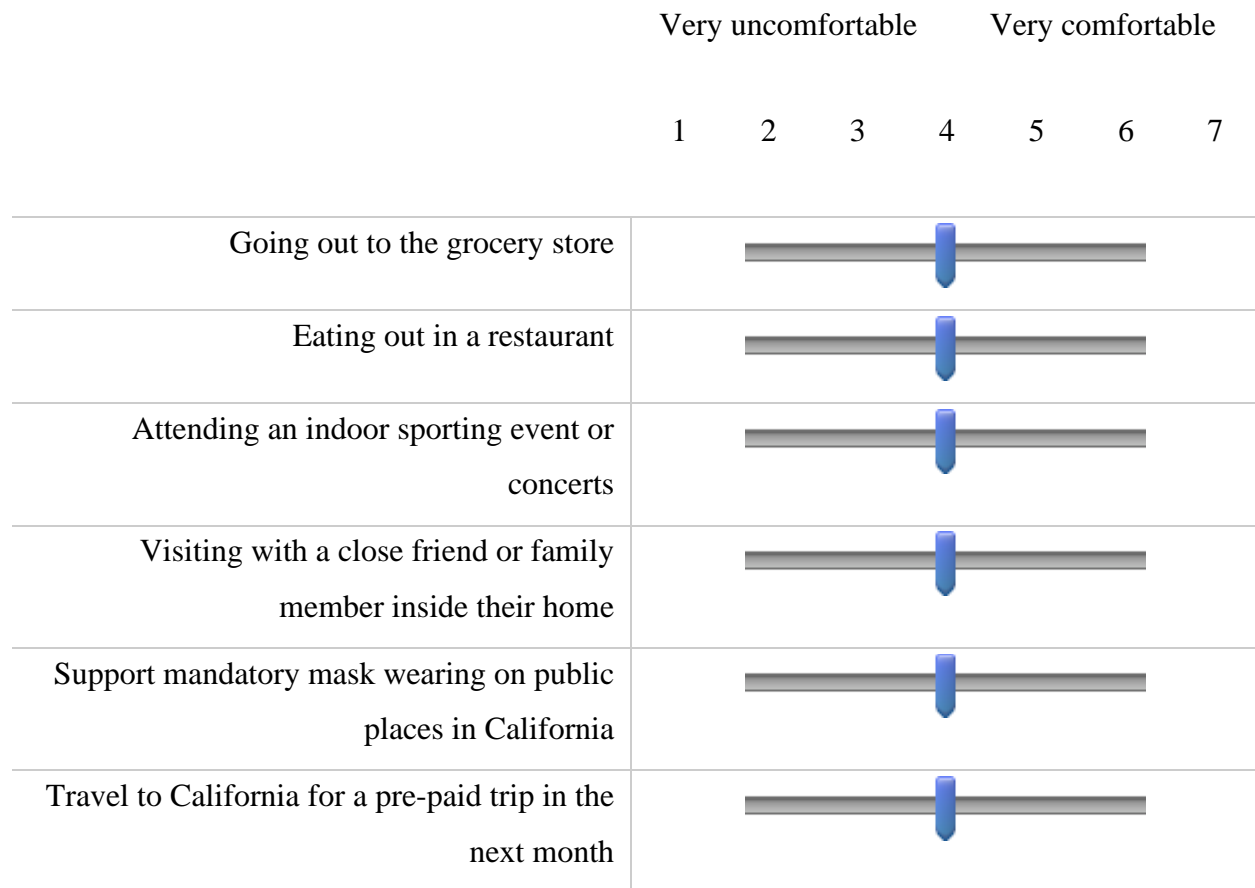 Very uncomfortable Very comfortable
1 2 3 4 5 6 7
Going out to the grocery store
Eating out in a restaurant
Attending an indoor sporting event or
concerts
Visiting with a close friend or family
member inside their home
Support mandatory mask wearing on public
places in California
Travel to California for a pre-paid trip in the
next month